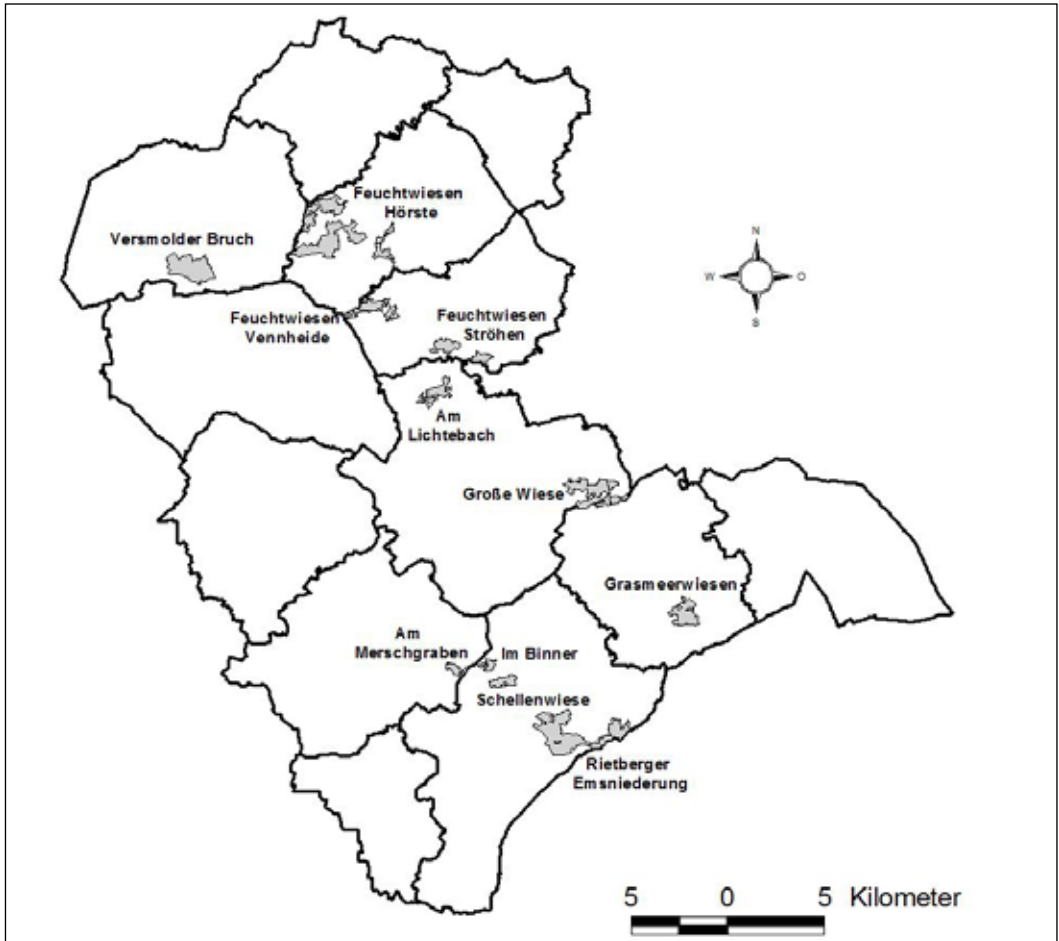 Feuchtwiesen
Hörste
Versmolder Bruch
N
W
O
S
Feuchtwiesen
Vennheide
Feuchtwiesen
Ströhen
Am
Lichtebach
Große Wiese
Grasmeerwiesen
Am
Merschgraben
Im Binner
Schellenwiese
Rietberger
Emsniederung
5 0 5 Kilometer